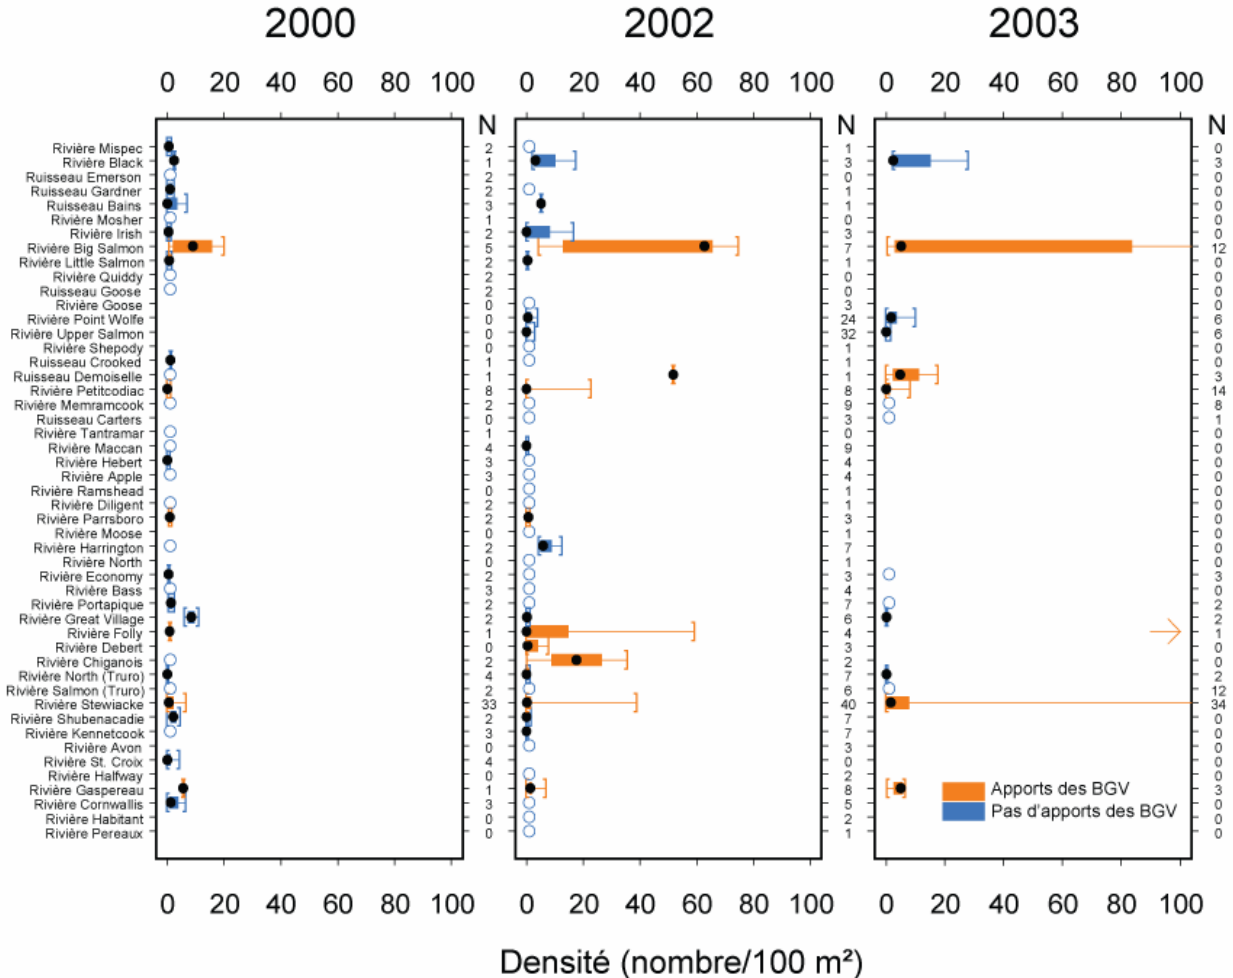 2000 2002 2003
0 20 40 60 80 100 0 20 40 60 80 100 0 20 40 60 80 100
N N N
Rivière Mispec 2 1 0
Rivière Black 1 3 3
Ruisseau Emerson 2 0 0
Ruisseau Gardner 2 1 0
Ruisseau Bains 3 1 0
Rivière Mosher 1 0 0
Rivière Irish 2 3 0
Rivière Big Salmon 5 7 12
Rivière Little Salmon 2 1 0
Rivière Quiddy 2 0 0
Ruisseau Goose 2 0 0
Rivière Goose 0 3 0
Rivière Point Wolfe 0 24 6
Rivière Upper Salmon 0 32 6
Rivière Shepody 0 1 0
Ruisseau Crooked 1 1 0
Ruisseau Demoiselle 1 1 3
Rivière Petitcodiac 8 8 14
Rivière Memramcook 2 9 8
Ruisseau Carters 0 3 1
Rivière Tantramar 1 0 0
Rivière Maccan 4 9 0
Rivière Hebert 3 4 0
Rivière Apple 3 4 0
Rivière Ramshead 0 1 0
Rivière Diligent 2 1 0
Rivière Parrsboro 2 3 0
Rivière Moose 0 1 0
Rivière Harrington 2 7 0
Rivière North 0 1 0
Rivière Economy 2 3 3
Rivière Bass 3 4 0
Rivière Portapique 2 7 2
Rivière Great Village 2 6 2
Rivière Folly 1 4 1
Rivière Debert 0 3 0
Rivière Chiganois 2 2 0
Rivière North (Truro) 4 7 2
Rivière Salmon (Truro) 2 6 12
Rivière Stewiacke 33 40 34
Rivière Shubenacadie 2 7 0
Rivière Kennetcook 3 7 0
Rivière Avon 0 3 0
Rivière St. Croix 4 0 0
Rivière Halfway 0 2 0
Rivière Gaspereau 1 8 3
Rivière Cornwallis 3 5 0
Rivière Habitant 0 2 0
Rivière Pereaux 0 1 0
Apports des BGV
Pas d'apports des BGV
0 20 40 60 80 100 0 20 40 60 80 100 0 20 40 60 80 100
Densité (nombre/100 m²)